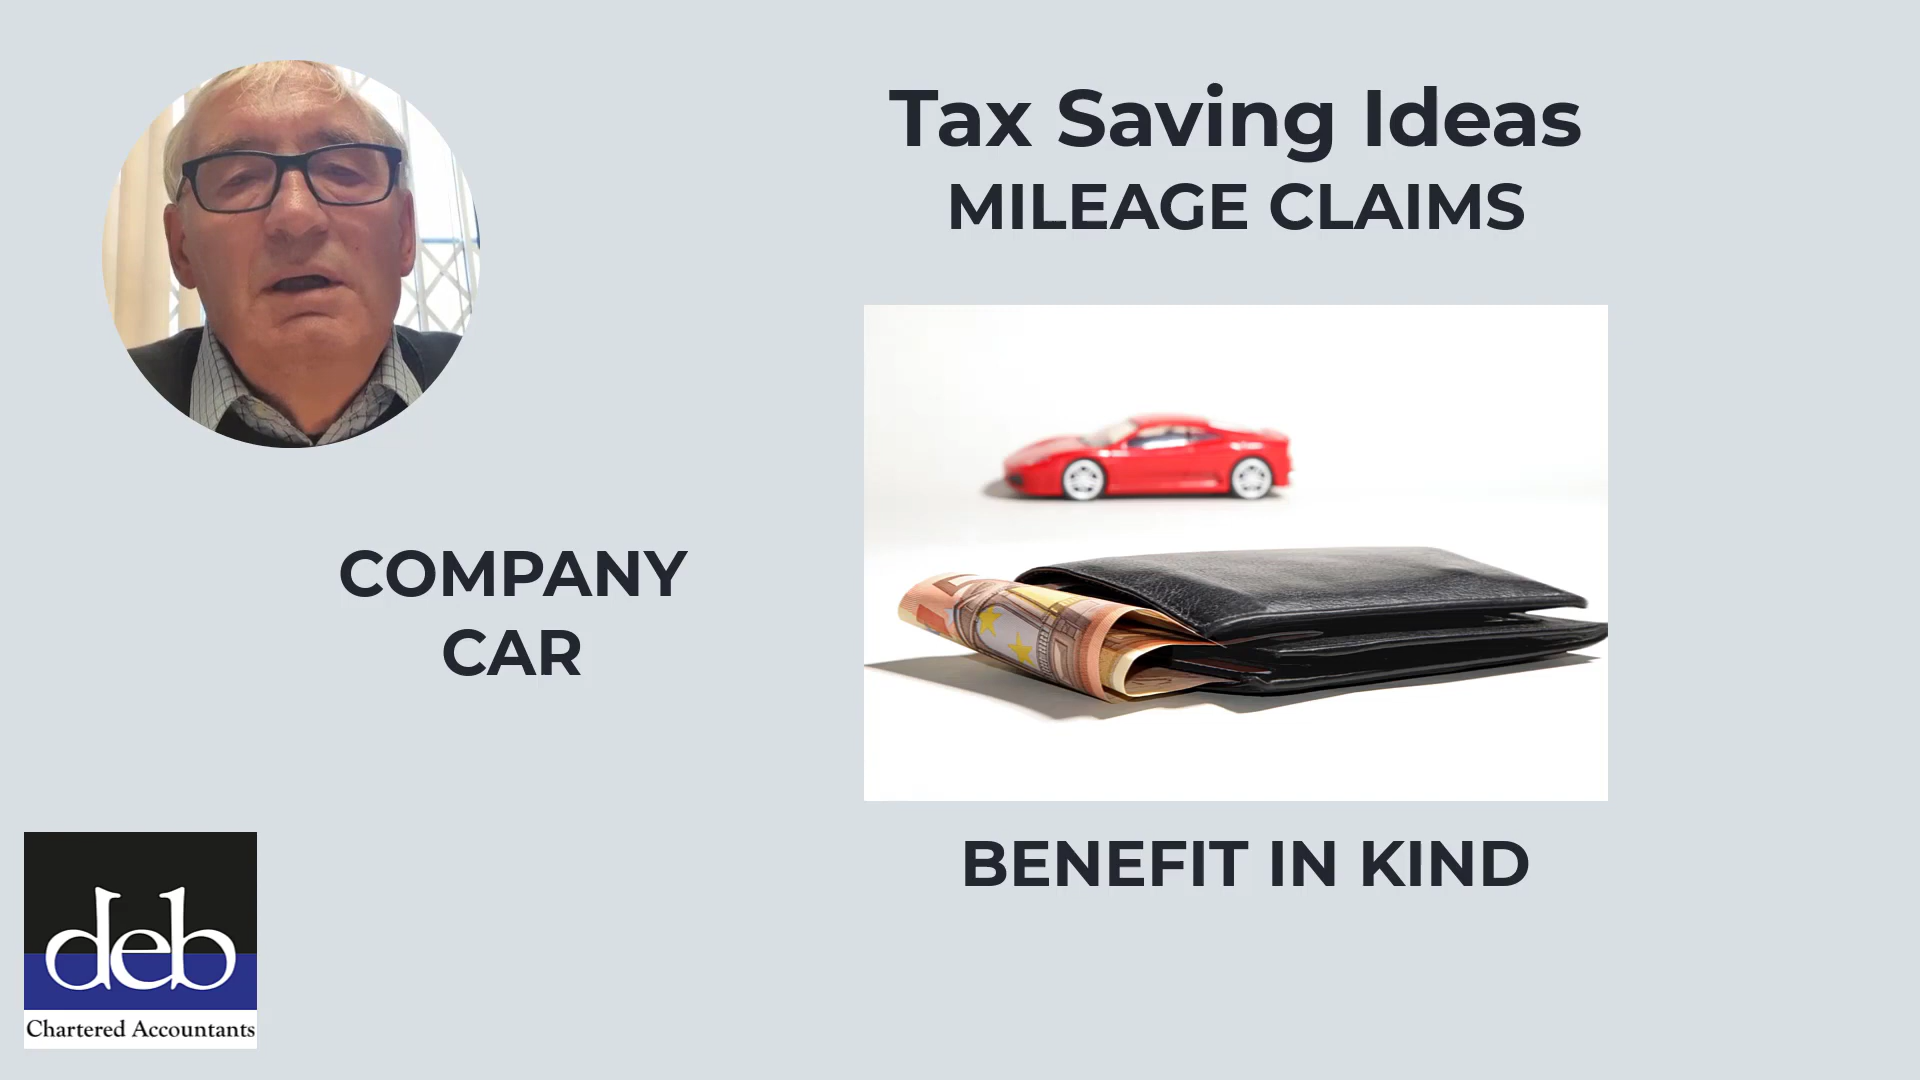 Tax Saving Ideas
MILEAGE CLAIMS
COMPANY
CAR
BENEFIT IN KIND
deb
Chartered Accountants